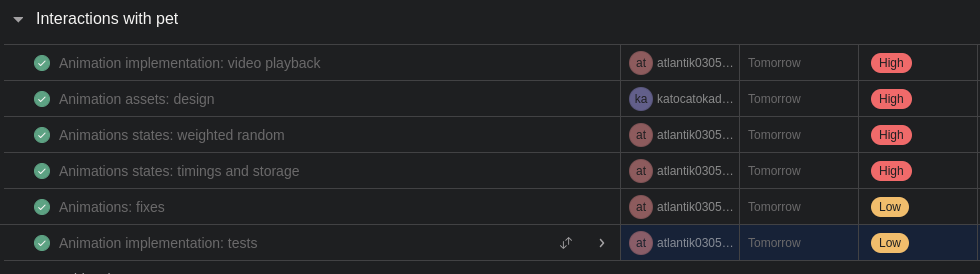 Interactions with pet
Animation implementation: video playback at atlantik0305... Tomorrow High
Animation assets: design ka katocatokad... Tomorrow High
Animations states: weighted random at atlantik0305... Tomorrow High
Animations states: timings and storage at atlantik0305... Tomorrow High
Animations: fixes at atlantik0305... Tomorrow Low
Animation implementation: tests at atlantik0305... Tomorrow Low